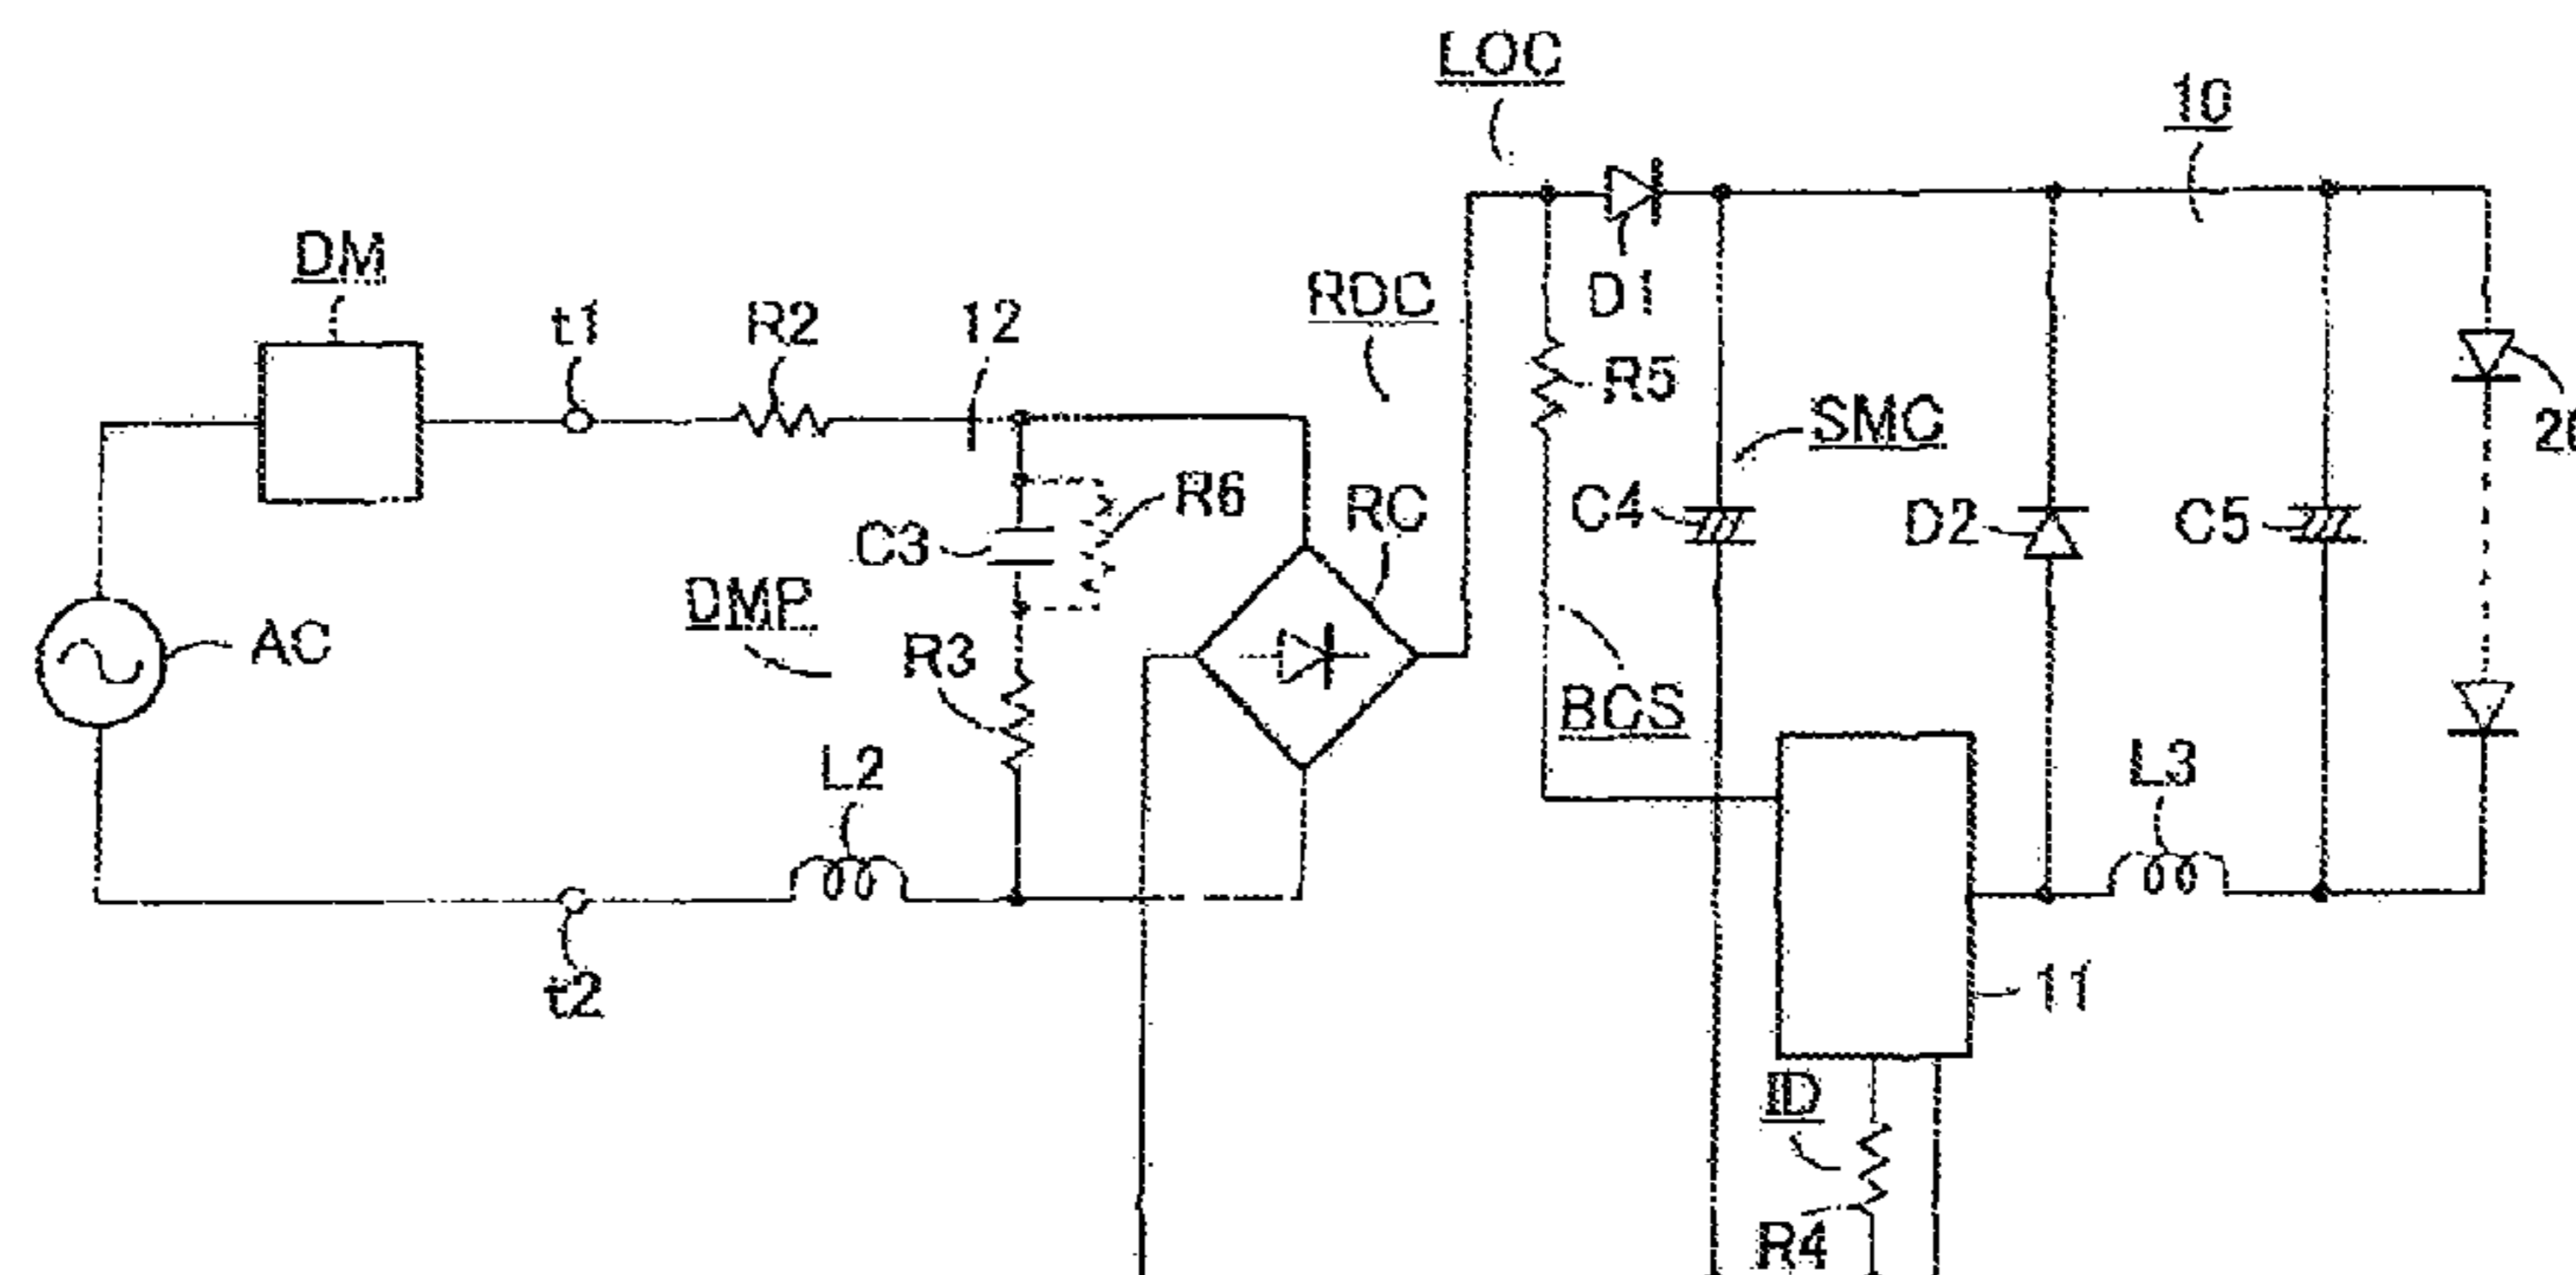 LOC
10
DM
t1
R2
12
RDC
D1
R5
SMC
R6
C3
RC
C4
D2
C5
DMP
AC
R3
BCS
L2
L3
t2
11
ID
R4